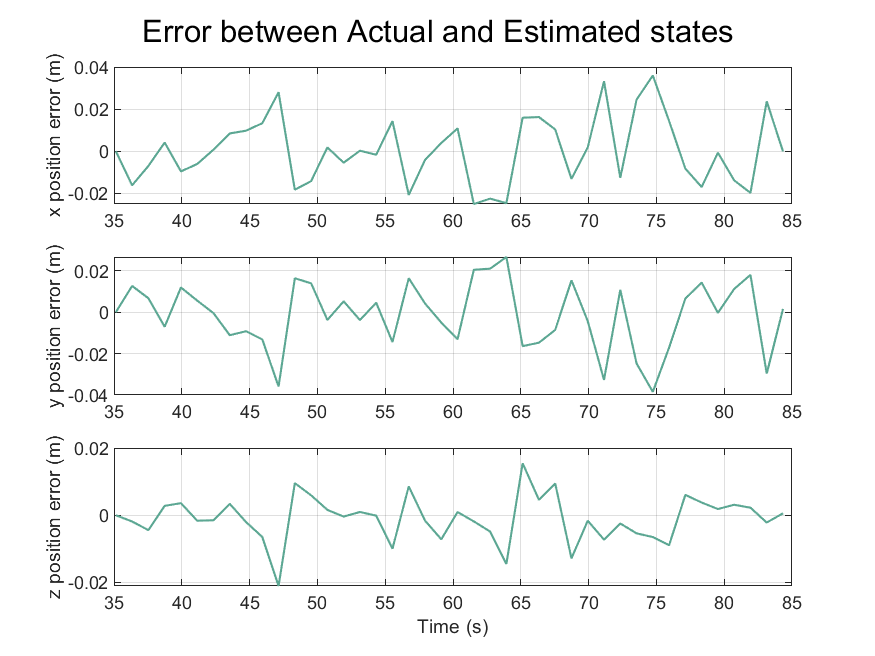 Error between Actual and Estimated states
x position error (m)
0.04
0.02
0
-0.02
35 40 45 50 55 60 65 70 75 80 85
y position error (m)
0.02
0
-0.02
-0.04
35 40 45 50 55 60 65 70 75 80 85
z position error (m)
0.02
0
-0.02
35 40 45 50 55 60 65 70 75 80 85
Time (s)